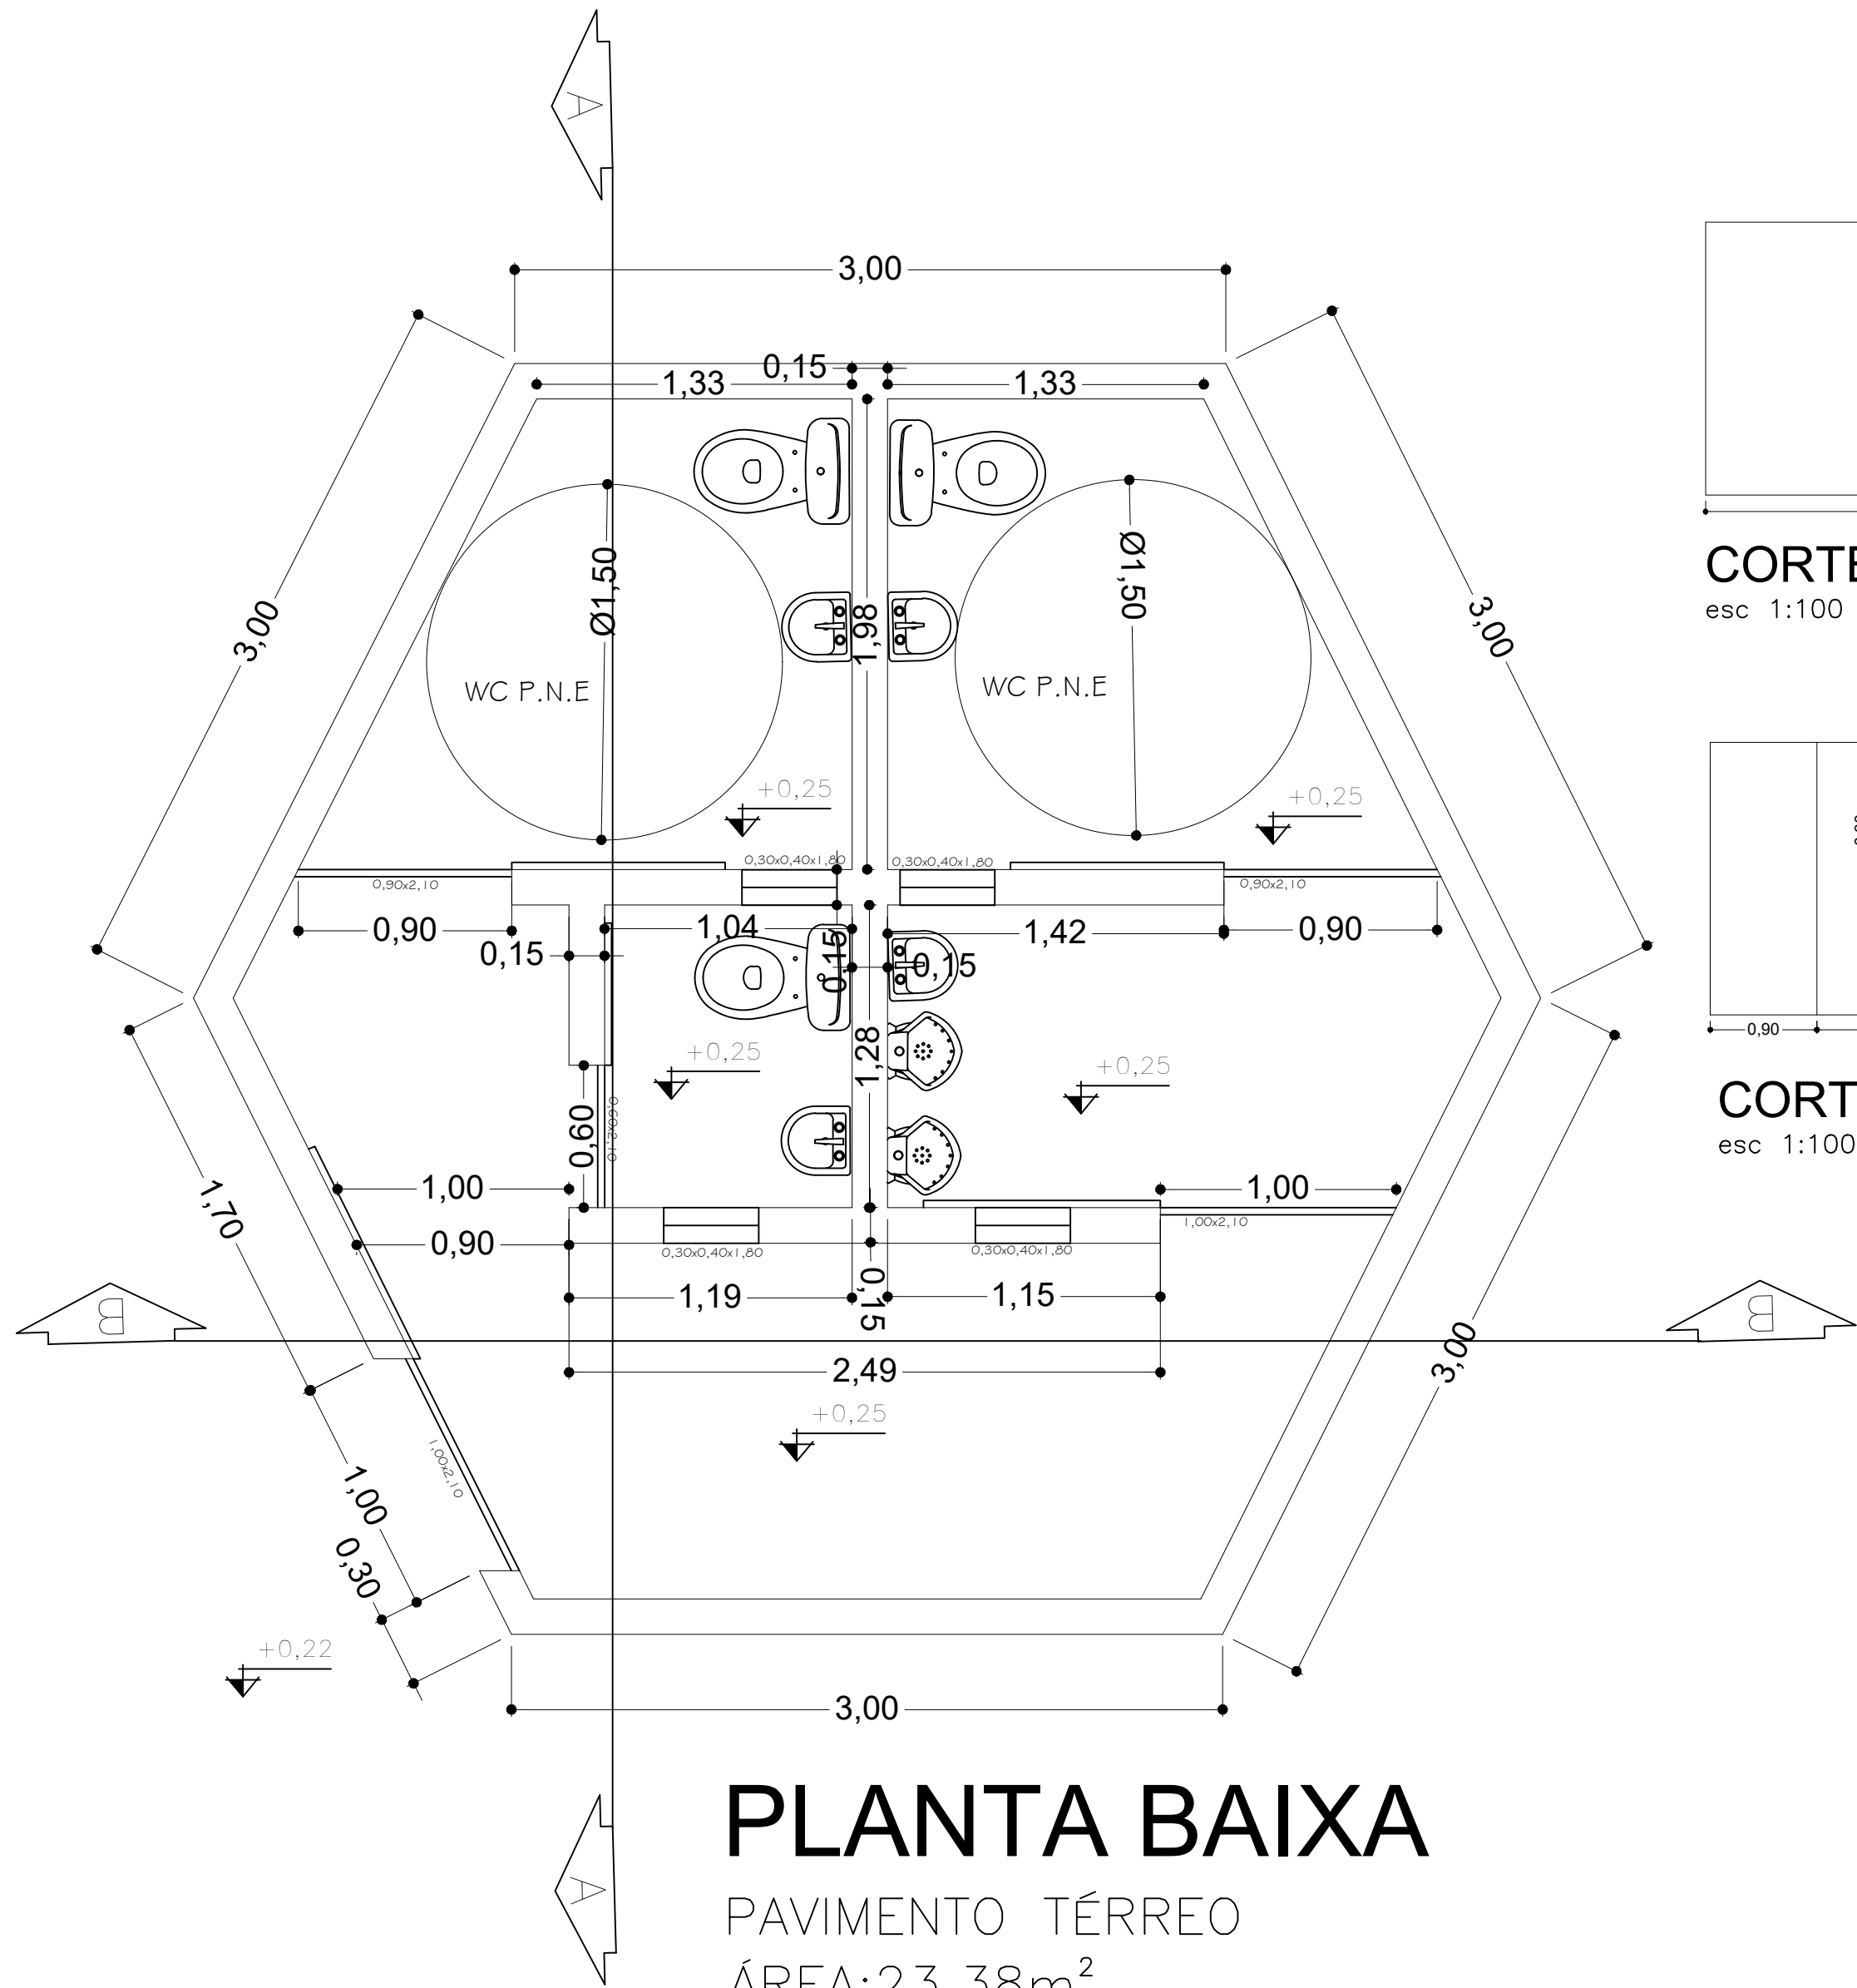 A
3,00
0,15
1,33
1,33
3,00
3,00
Ø1,50
Ø1,50
1,98
WC P.N.E
WC P.N.E
+0,25
+0,25
0,30x0,40x1,80
0,30x0,40x1,80
0,90x2,10
0,90x2,10
0,90
1,04
1,42
0,90
0,15
0,15
0,15
1,28
+0,25
+0,25
0,60
0,60x2,10
1,00
1,00
1,70
0,90
1,00x2,10
0,30x0,40x1,80
0,30x0,40x1,80
1,19
0,15
1,15
B
B
2,49
3,00
+0,25
1,00x2,10
1,00
0,30
+0,22
3,00
A
PLANTA BAIXA
PAVIMENTO TÉRREO
ÁREA:23,38m²
CORTE
esc 1:100
0,90
CORT
esc 1:100